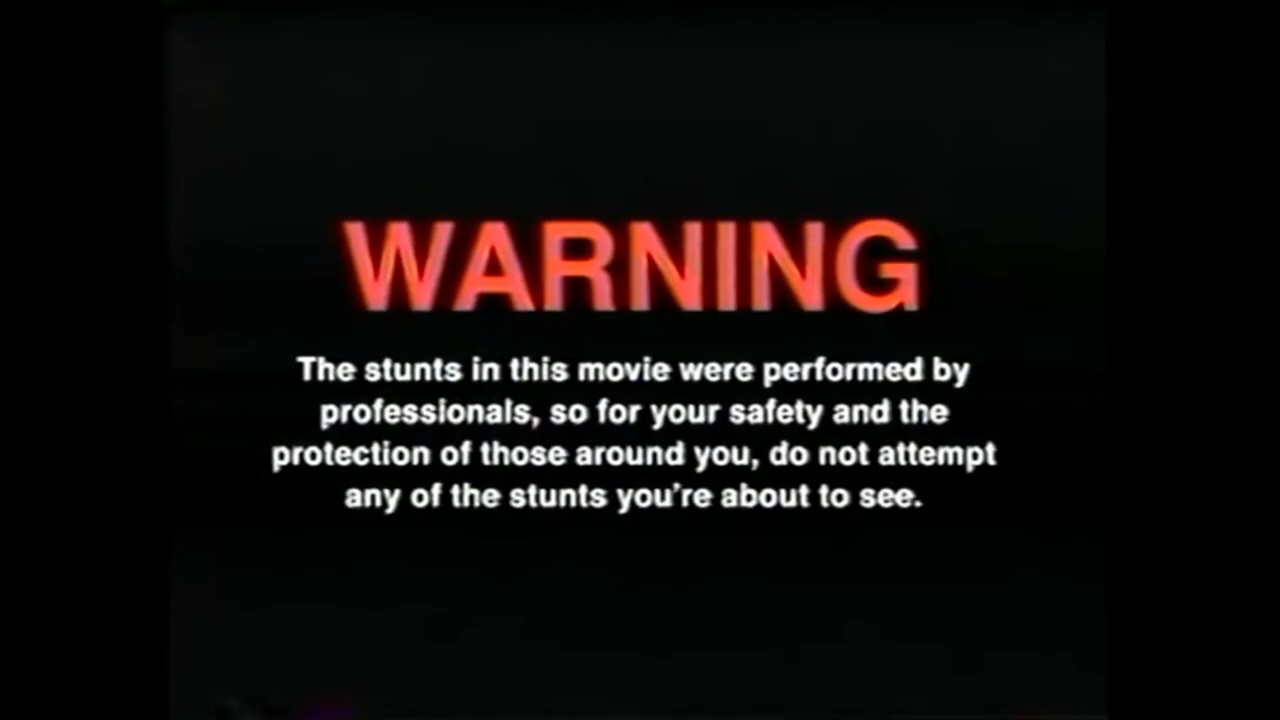 WARNING
The stunts in this movie were performed by
professionals, so for your safety and the
protection of those around you, do not attempt
any of the stunts you're about to see.